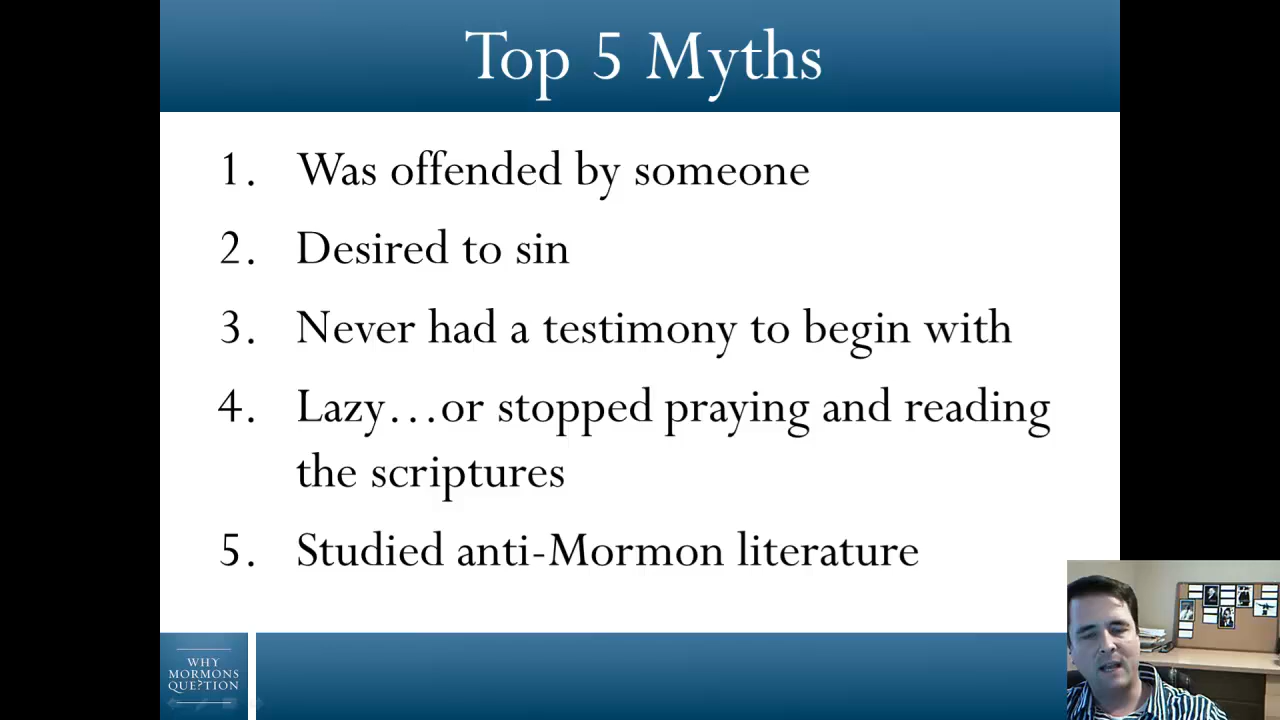 Top 5 Myths
1. Was offended by someone
2. Desired to sin
3. Never had a testimony to begin with
4. Lazy…or stopped praying and reading
the scriptures
5. Studied anti-Mormon literature
WHY
MORMONS
QUE?TION